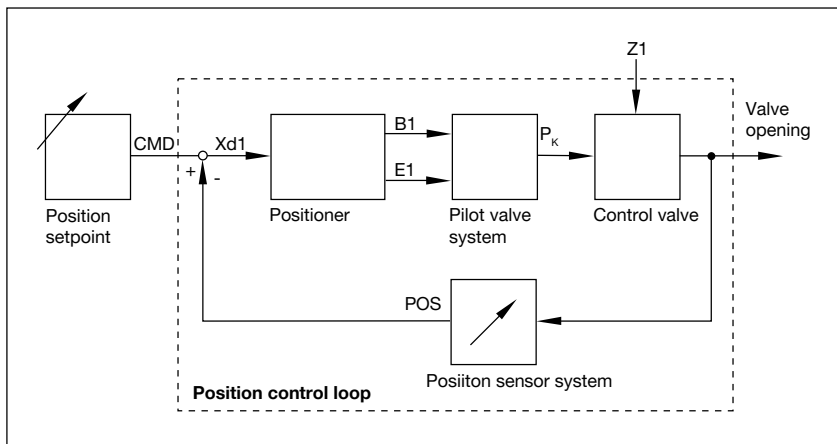 Z1
Valve
opening
B1
P_K
CMD
Xd1
+
-
E1
Position
setpoint
Positioner
Pilot valve
system
Control valve
POS
Posiiton sensor system
Position control loop